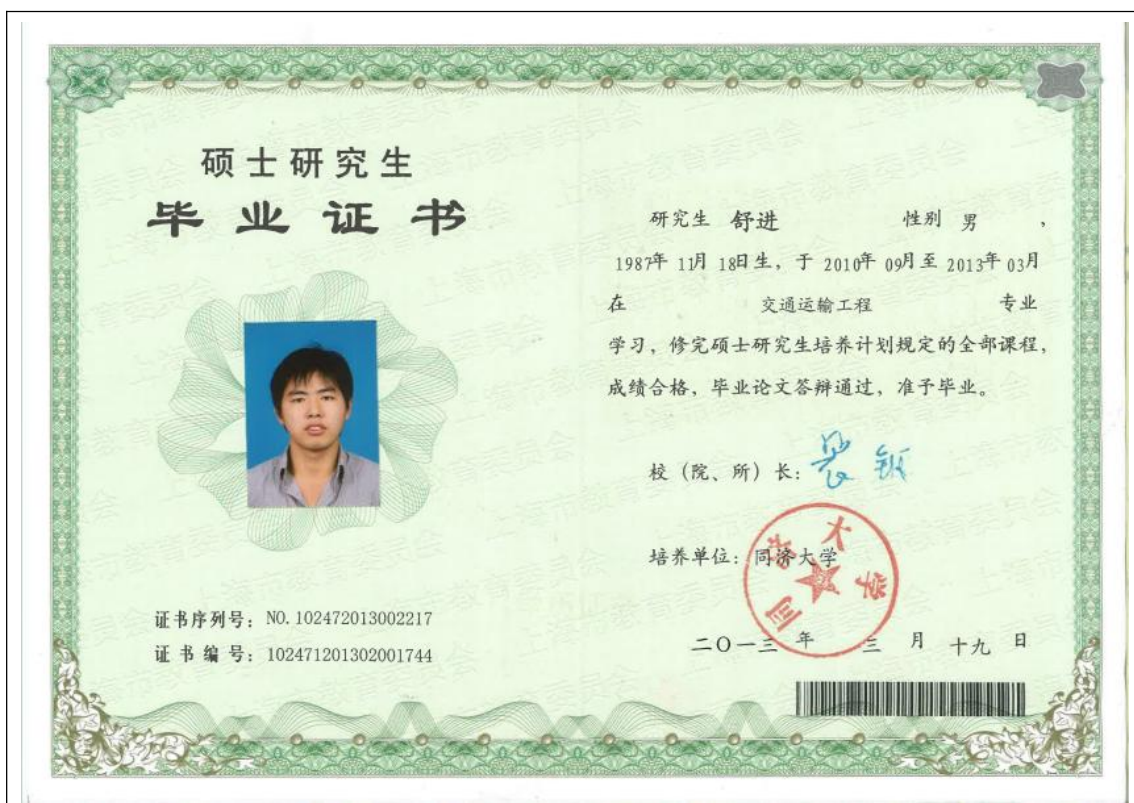 硕士研究生
毕业证书
研究生 舒进 性别 男 ,
1987年 11月 18日生, 于 2010年 09月至 2013年 03月
在 交通运输工程 专业
学习, 修完硕士研究生培养计划规定的全部课程,
成绩合格, 毕业论文答辩通过, 准予毕业。
校 (院、所) 长:
培养单位: 同济大学
同济大学
二〇一三 年 三 月 十九 日
证书序列号: NO.102472013002217
证 书 编 号: 102471201302001744